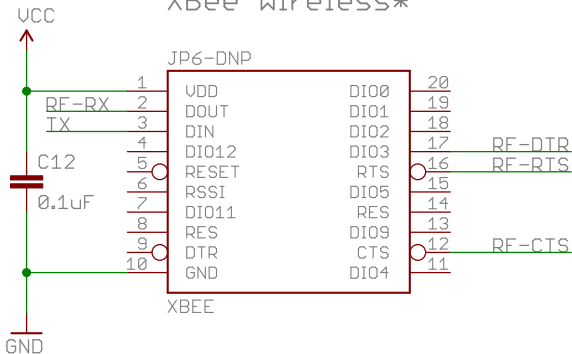 XBee Wireless*
VCC
JP6-DNP
1 VDD DIO0 20
RF-RX 2 DOUT DIO1 19
TX 3 DIN DIO2 18
4 DIO12 DIO3 17 RF-DTR
5 RESET RTS 16 RF-RTS
C12
6 RSSI DIO5 15
0.1uF
7 DIO11 RES 14
8 RES DIO9 13
9 DTR CTS 12 RF-CTS
10 GND DIO4 11
XBEE
GND